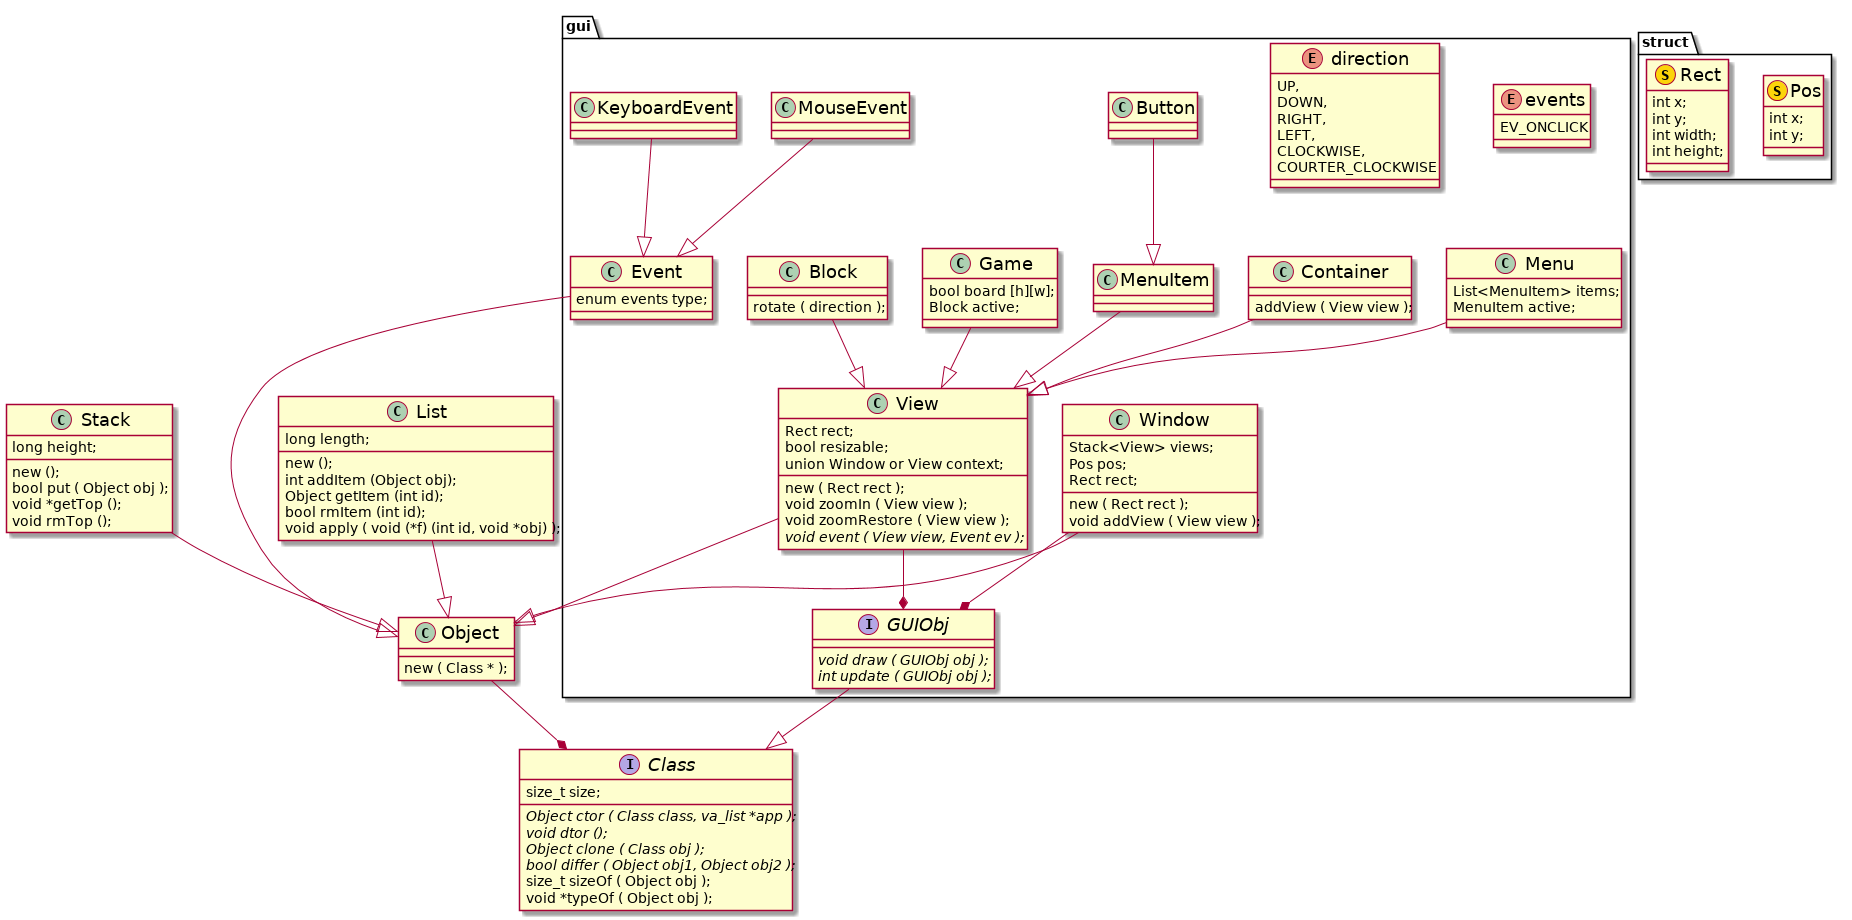 gui
struct
E direction
UP,
DOWN,
RIGHT,
LEFT,
CLOCKWISE,
COURTER_CLOCKWISE
S Rect
int x;
int y;
int width;
int height;
S Pos
int x;
int y;
E events
EV_ONCLICK
C KeyboardEvent
C MouseEvent
C Button
C Event
enum events type;
C Block
rotate ( direction );
C Game
bool board [h][w];
Block active;
C MenuItem
C Container
addView ( View view );
C Menu
List<MenuItem> items;
MenuItem active;
C Stack
long height;
new ();
bool put ( Object obj );
void *getTop ();
void rmTop ();
C List
long length;
new ();
int addItem (Object obj);
Object getItem (int id);
bool rmItem (int id);
void apply ( void (*f) (int id, void *obj) );
C View
Rect rect;
bool resizable;
union Window or View context;
new ( Rect rect );
void zoomIn ( View view );
void zoomRestore ( View view );
void event ( View view, Event ev );
C Window
Stack<View> views;
Pos pos;
Rect rect;
new ( Rect rect );
void addView ( View view );
C Object
new ( Class * );
I GUIObj
void draw ( GUIObj obj );
int update ( GUIObj obj );
I Class
size_t size;
Object ctor ( Class class, va_list *app );
void dtor ();
Object clone ( Class obj );
bool differ ( Object obj1, Object obj2 );
size_t sizeOf ( Object obj );
void *typeOf ( Object obj );